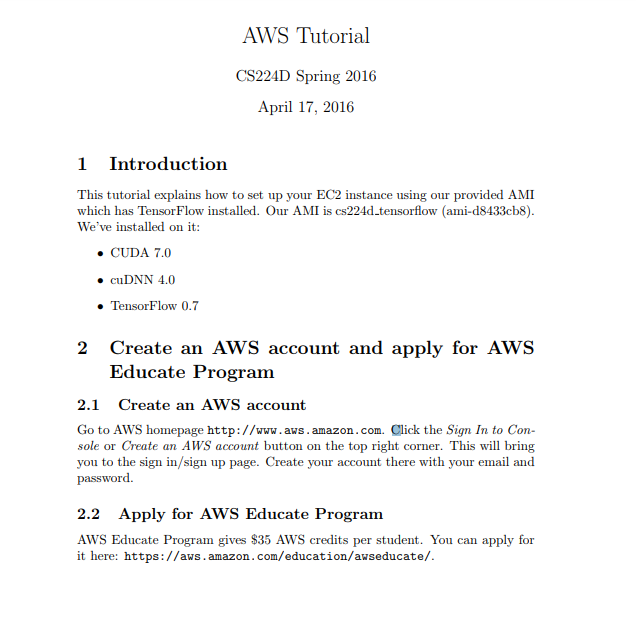 AWS Tutorial
CS224D Spring 2016
April 17, 2016
1 Introduction
This tutorial explains how to set up your EC2 instance using our provided AMI
which has TensorFlow installed. Our AMI is cs224d_tensorflow (ami-d8433cb8).
We've installed on it:
• CUDA 7.0
• cuDNN 4.0
• TensorFlow 0.7
2 Create an AWS account and apply for AWS
Educate Program
2.1 Create an AWS account
Go to AWS homepage http://www.aws.amazon.com. Click the Sign In to Con-
sole or Create an AWS account button on the top right corner. This will bring
you to the sign in/sign up page. Create your account there with your email and
password.
2.2 Apply for AWS Educate Program
AWS Educate Program gives $35 AWS credits per student. You can apply for
it here: https://aws.amazon.com/education/awseducate/.